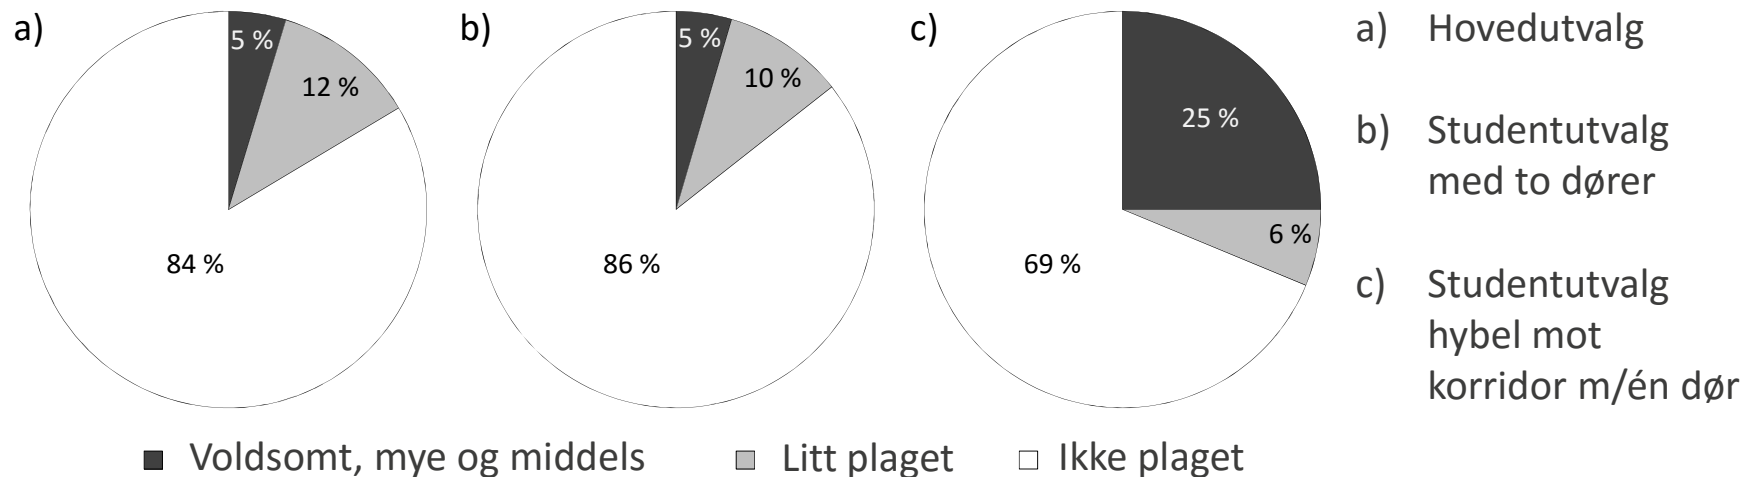 a)
5 %
12 %
84 %
b)
5 %
10 %
86 %
c)
25 %
6 %
69 %
a) Hovedutvalg
b) Studentutvalg
med to dører
c) Studentutvalg
hybel mot
korridor m/én dør
Voldsomt, mye og middels
Litt plaget
Ikke plaget